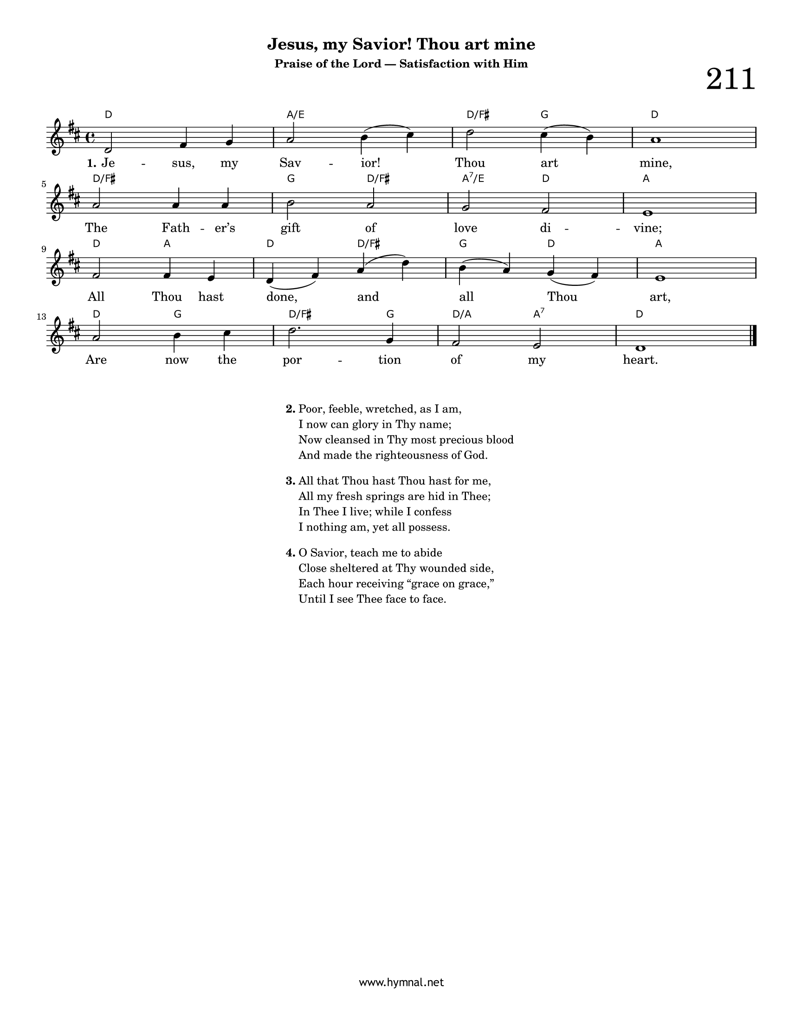 Jesus, my Savior! Thou art mine
Praise of the Lord — Satisfaction with Him
211
D A/E D/F♯ G D
1. Je - sus, my Sav - ior! Thou art mine,
5
D/F♯ G D/F♯ A7/E D A
The Fath - er’s gift of love di - - vine;
9
D A D D/F♯ G D A
All Thou hast done, and all Thou art,
13
D G D/F♯ G D/A A7 D
Are now the por - tion of my heart.
2. Poor, feeble, wretched, as I am,
I now can glory in Thy name;
Now cleansed in Thy most precious blood
And made the righteousness of God.
3. All that Thou hast Thou hast for me,
All my fresh springs are hid in Thee;
In Thee I live; while I confess
I nothing am, yet all possess.
4. O Savior, teach me to abide
Close sheltered at Thy wounded side,
Each hour receiving “grace on grace,”
Until I see Thee face to face.
www.hymnal.net